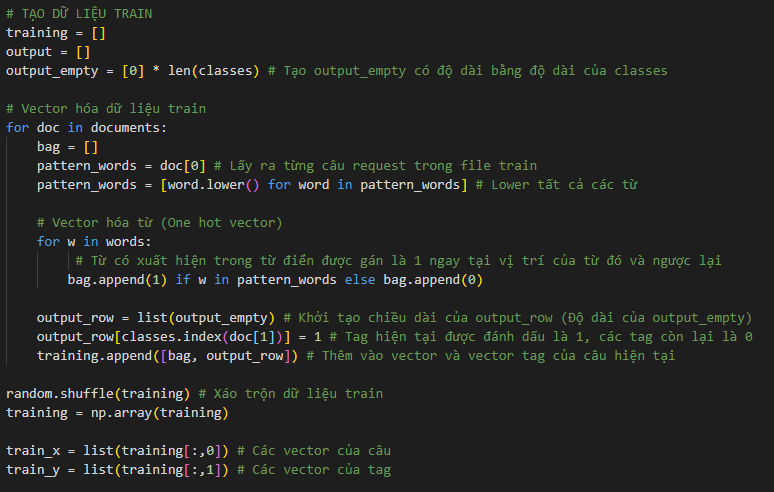 # TẠO DỮ LIỆU TRAIN
training = []
output = []
output_empty = [0] * len(classes) # Tạo output_empty có độ dài bằng độ dài của classes

# Vector hóa dữ liệu train
for doc in documents:
    bag = []
    pattern_words = doc[0] # Lấy ra từng câu request trong file train
    pattern_words = [word.lower() for word in pattern_words] # Lower tất cả các từ

    # Vector hóa từ (One hot vector)
    for w in words:
         # Từ có xuất hiện trong từ điển được gán là 1 ngay tại vị trí của từ đó và ngược lại
        bag.append(1) if w in pattern_words else bag.append(0)

    output_row = list(output_empty) # Khởi tạo chiều dài của output_row (Độ dài của output_empty)
    output_row[classes.index(doc[1])] = 1 # Tag hiện tại được đánh dấu là 1, các tag còn lại là 0
    training.append([bag, output_row]) # Thêm vào vector và vector tag của câu hiện tại

random.shuffle(training) # Xáo trộn dữ liệu train
training = np.array(training)

train_x = list(training[:,0]) # Các vector của câu
train_y = list(training[:,1]) # Các vector của tag